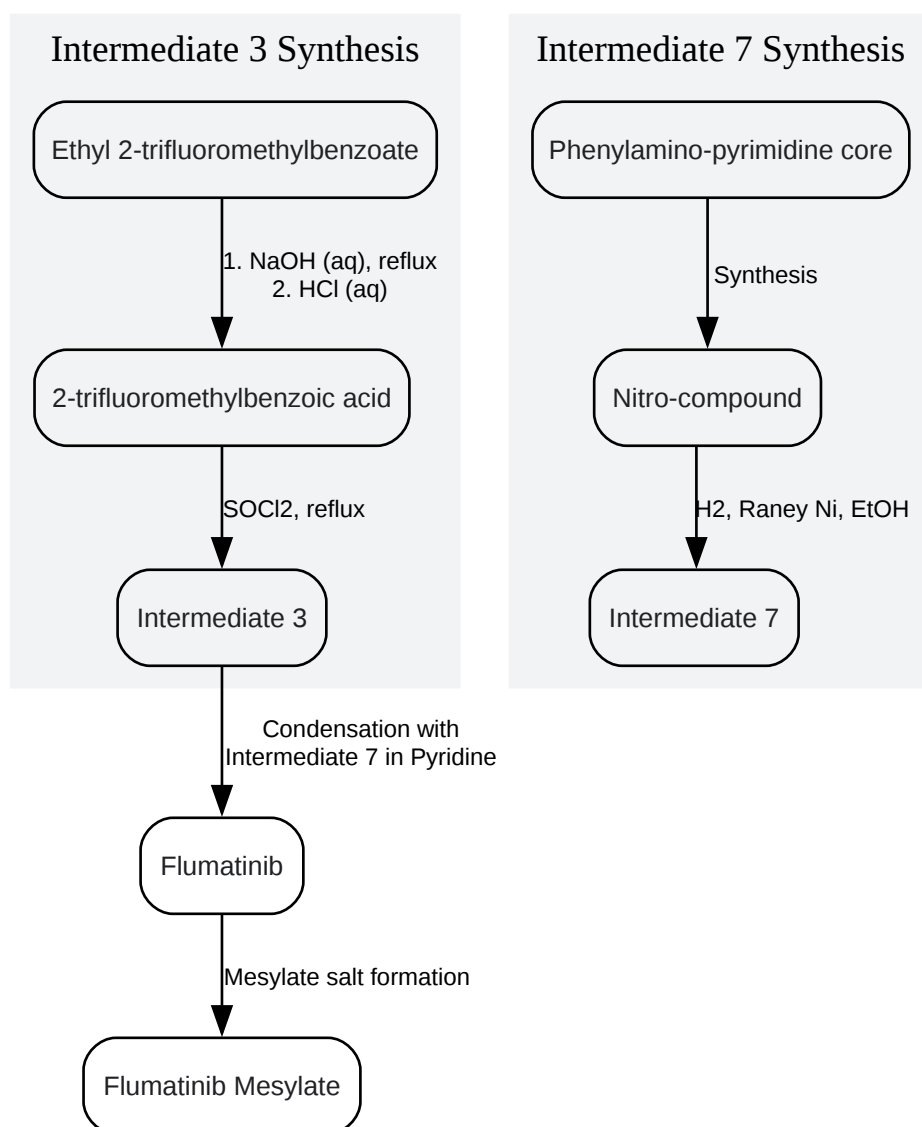 Intermediate 3 Synthesis
Ethyl 2-trifluoromethylbenzoate
1. NaOH (aq), reflux
2. HCl (aq)
2-trifluoromethylbenzoic acid
SOCl2, reflux
Intermediate 3
Intermediate 7 Synthesis
Phenylamino-pyrimidine core
Synthesis
Nitro-compound
H2, Raney Ni, EtOH
Intermediate 7
Condensation with
Intermediate 7 in Pyridine
Flumatinib
Mesylate salt formation
Flumatinib Mesylate